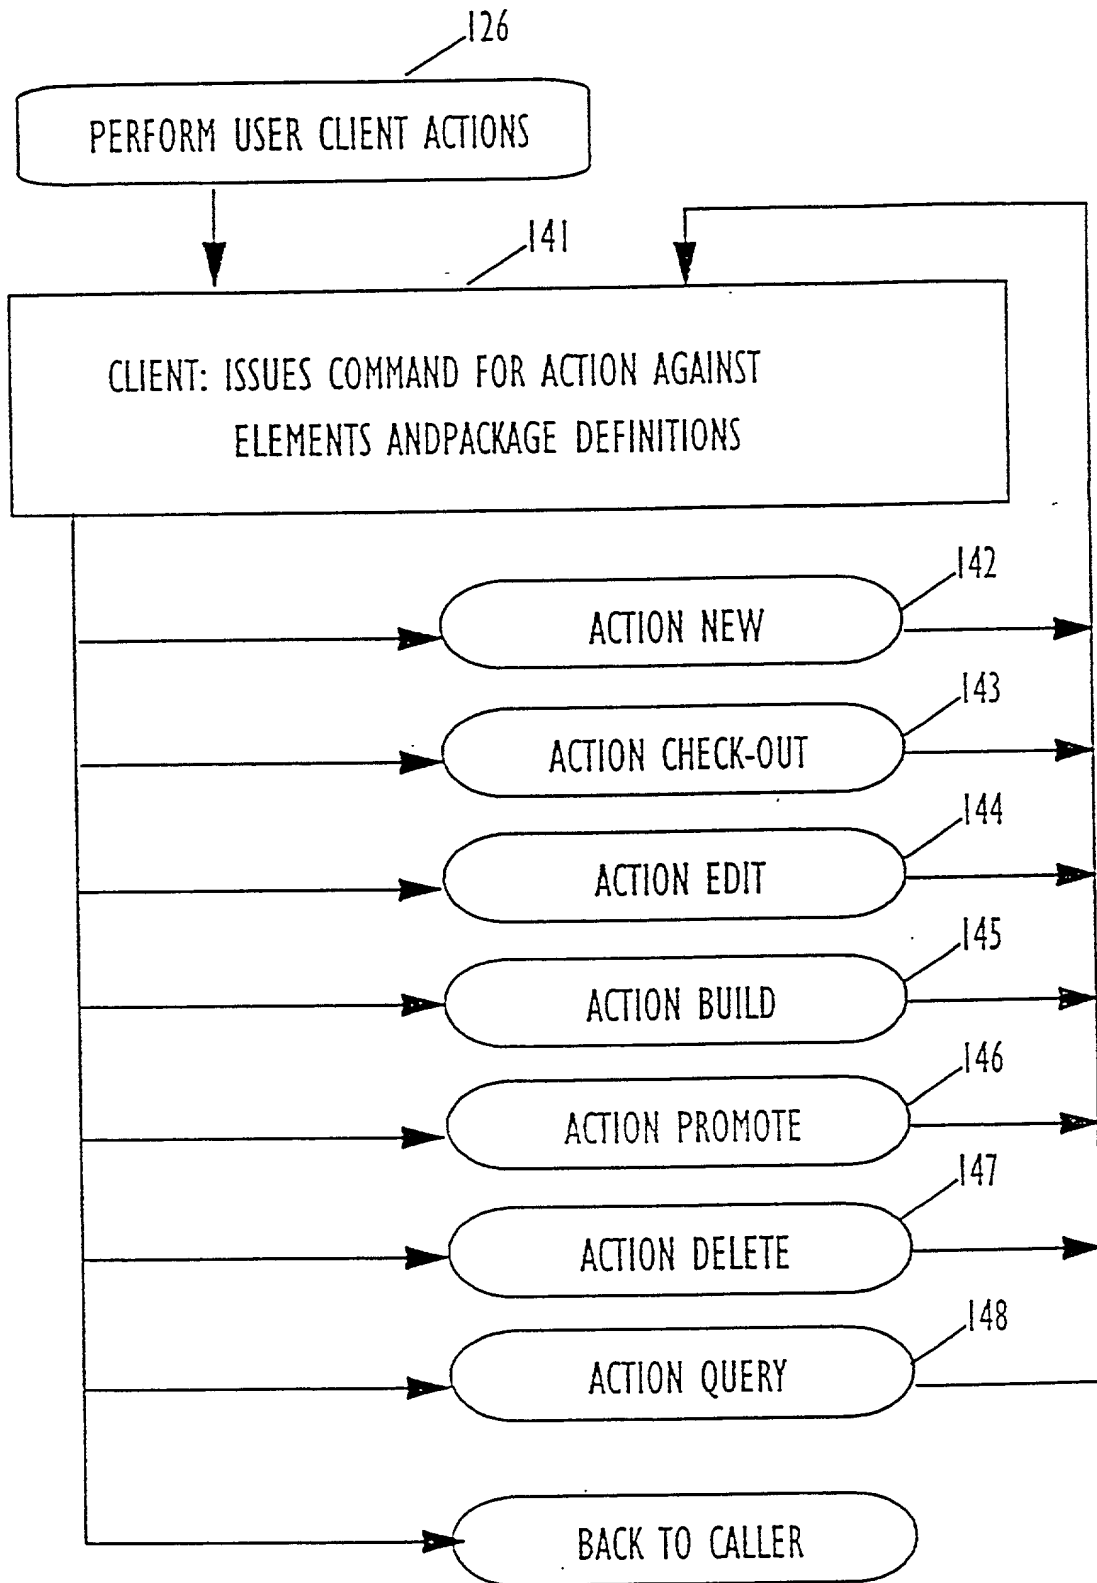 126
PERFORM USER CLIENT ACTIONS
141
CLIENT: ISSUES COMMAND FOR ACTION AGAINST
ELEMENTS ANDPACKAGE DEFINITIONS
142
ACTION NEW
143
ACTION CHECK-OUT
144
ACTION EDIT
145
ACTION BUILD
146
ACTION PROMOTE
147
ACTION DELETE
148
ACTION QUERY
BACK TO CALLER